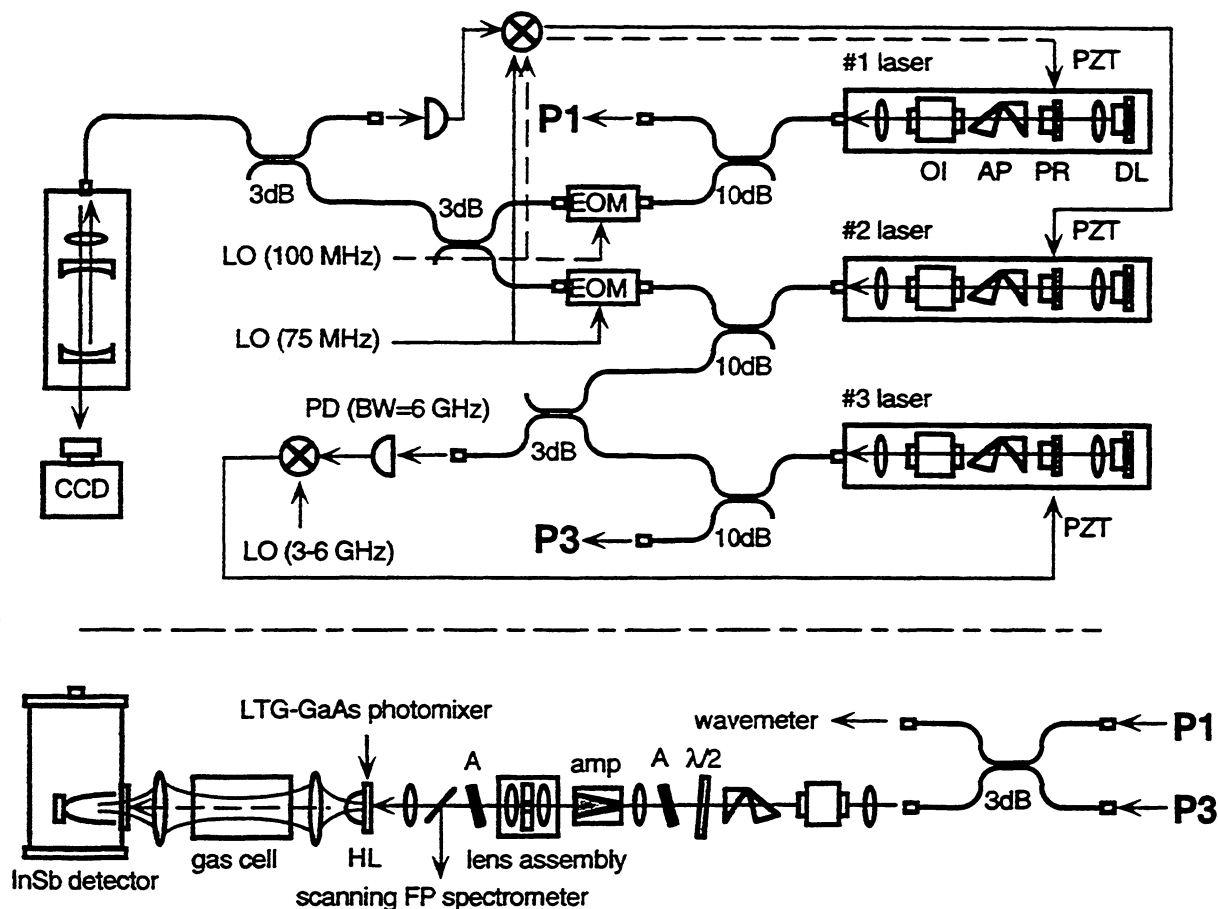 #1 laser
PZT
P1
OI
AP
PR
DL
3dB
3dB
EOM
10dB
LO (100 MHz)
#2 laser
PZT
EOM
LO (75 MHz)
10dB
PD (BW=6 GHz)
#3 laser
3dB
CCD
LO (3-6 GHz)
P3
10dB
PZT
LTG-GaAs photomixer
wavemeter
P1
A
amp
A
λ/2
3dB
P3
gas cell
HL
lens assembly
InSb detector
scanning FP spectrometer